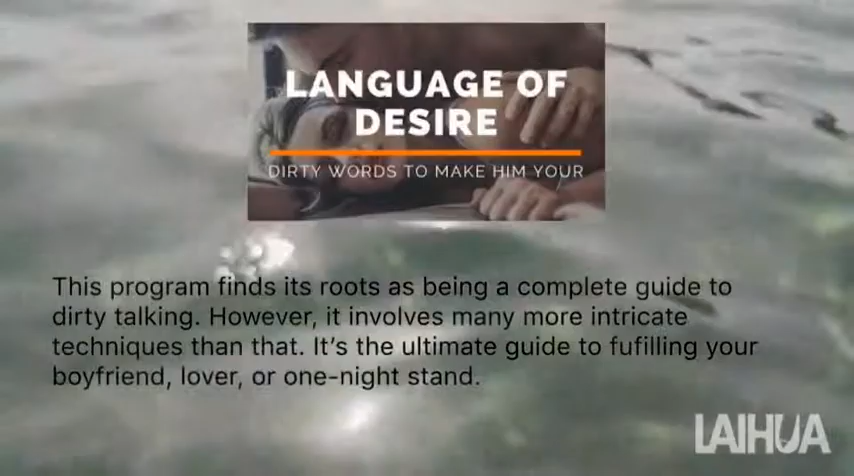 LANGUAGE OF
DESIRE
DIRTY WORDS TO MAKE HIM YOUR
This program finds its roots as being a complete guide to
dirty talking. However, it involves many more intricate
techniques than that. It's the ultimate guide to fufilling your
boyfriend, lover, or one-night stand.
LAIHUA